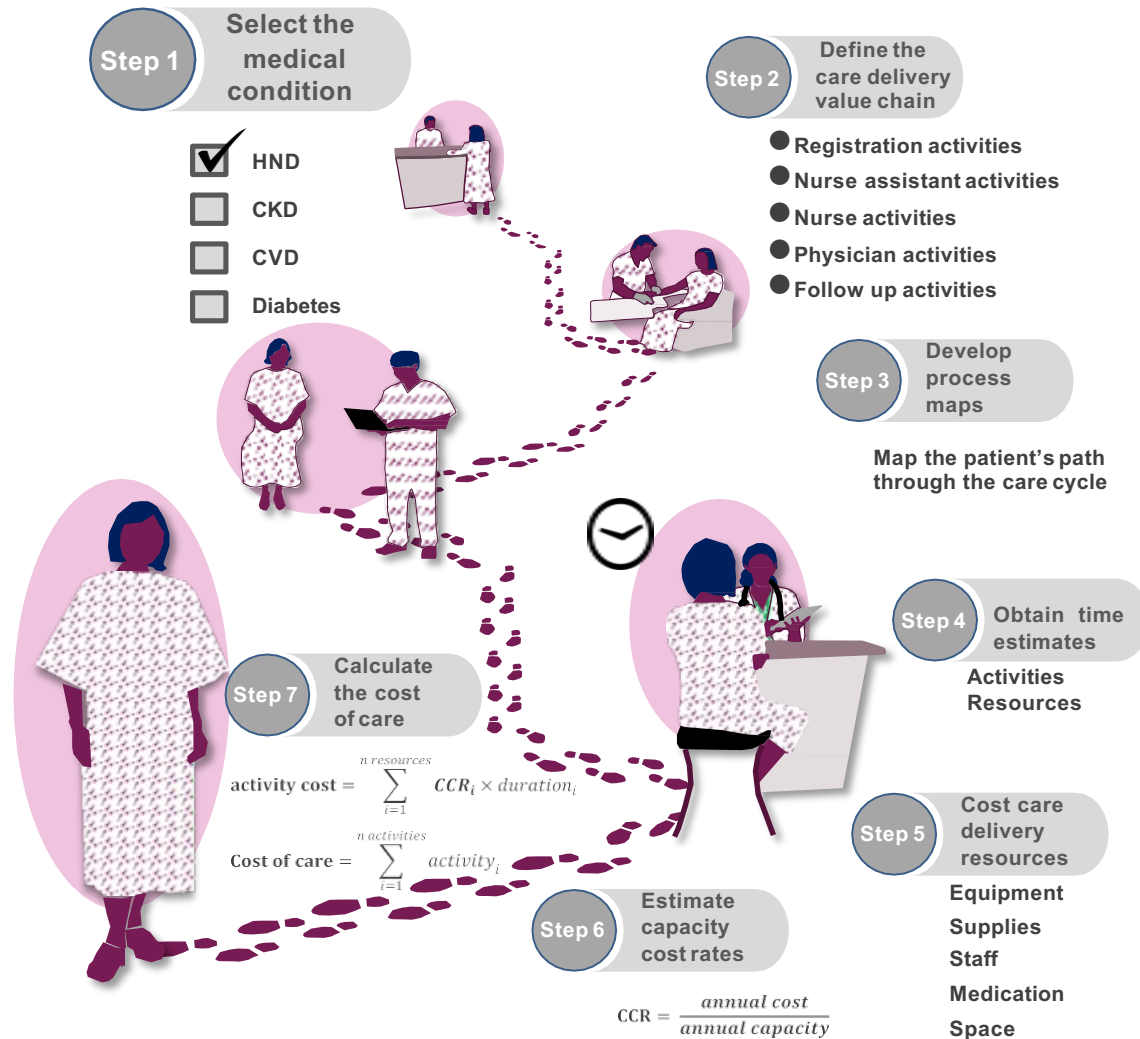 Step 1
Select the
medical
condition
HND
CKD
CVD
Diabetes
Step 2
Define the
care delivery
value chain
● Registration activities
● Nurse assistant activities
● Nurse activities
● Physician activities
● Follow up activities
Step 3
Develop
process
maps
Map the patient's path
through the care cycle
Step 4
Obtain time
estimates
Activities
Resources
Step 5
Cost care
delivery
resources
Equipment
Supplies
Staff
Medication
Space
Step 6
Estimate
capacity
cost rates
CCR = annual cost / annual capacity
Step 7
Calculate
the cost
of care
activity cost = ∑_{i=1}^{n resources} CCR_i × duration_i
Cost of care = ∑_{i=1}^{n activities} activity_i